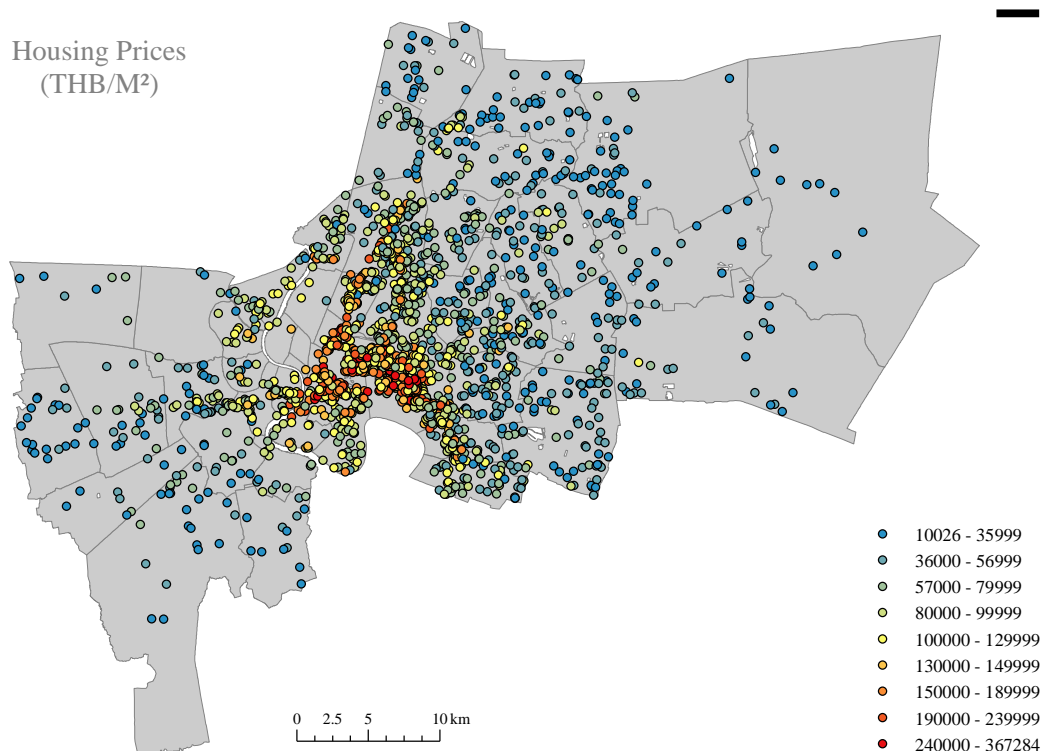 Housing Prices
(THB/M²)
10026 - 35999
36000 - 56999
57000 - 79999
80000 - 99999
100000 - 129999
130000 - 149999
150000 - 189999
190000 - 239999
240000 - 367284
0 2.5 5 10 km